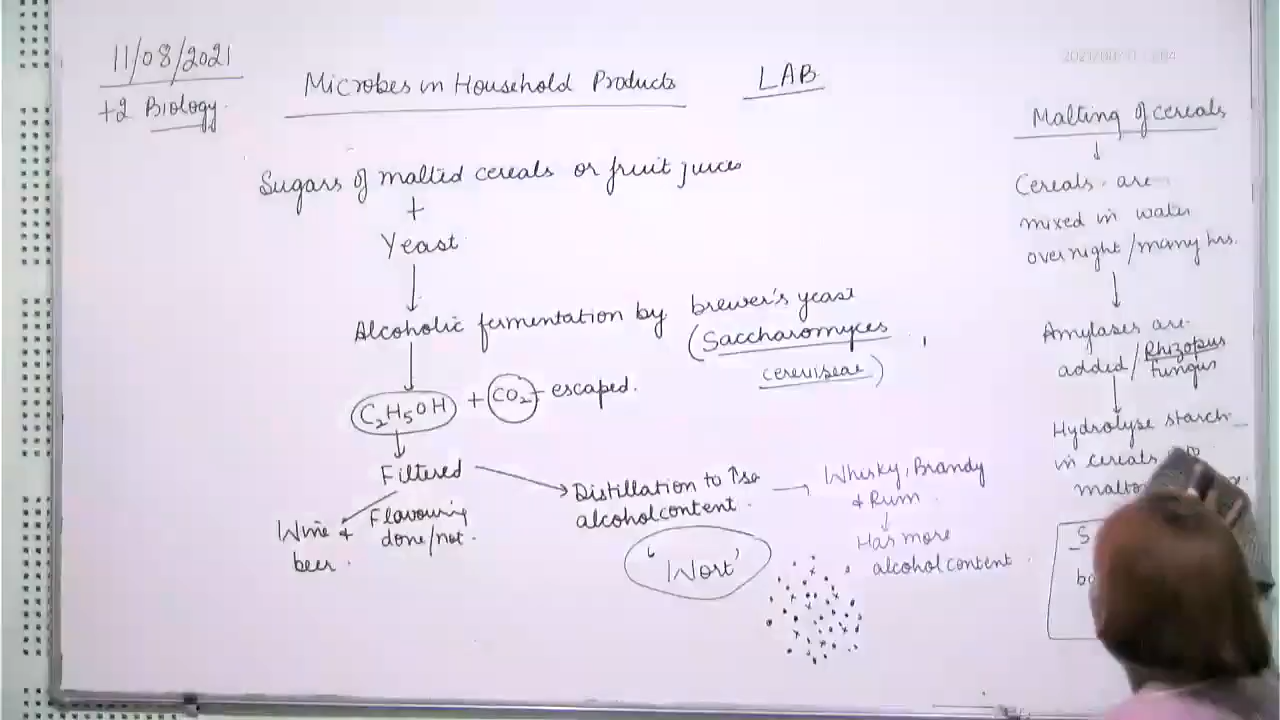 11/08/2021
+2 Biology
Microbes in Household Products
LAB
Sugars of malted cereals or fruit juices
+
Yeast
Alcoholic fermentation by brewer's yeast
(Saccharomyces
cereviseae)
C₂H₅OH + CO₂ - escaped.
Filtered
Wine &
beer.
Flavouring
done/not.
Distillation to ↑se
alcohol content.
Whisky, Brandy
& Rum.
Has more
alcohol content
'Wort'
Malting of cereals
Cereals are
mixed in water
overnight/many hrs.
Amylases are
added/Rhizopus
fungus
Hydrolyse starch
in cereals